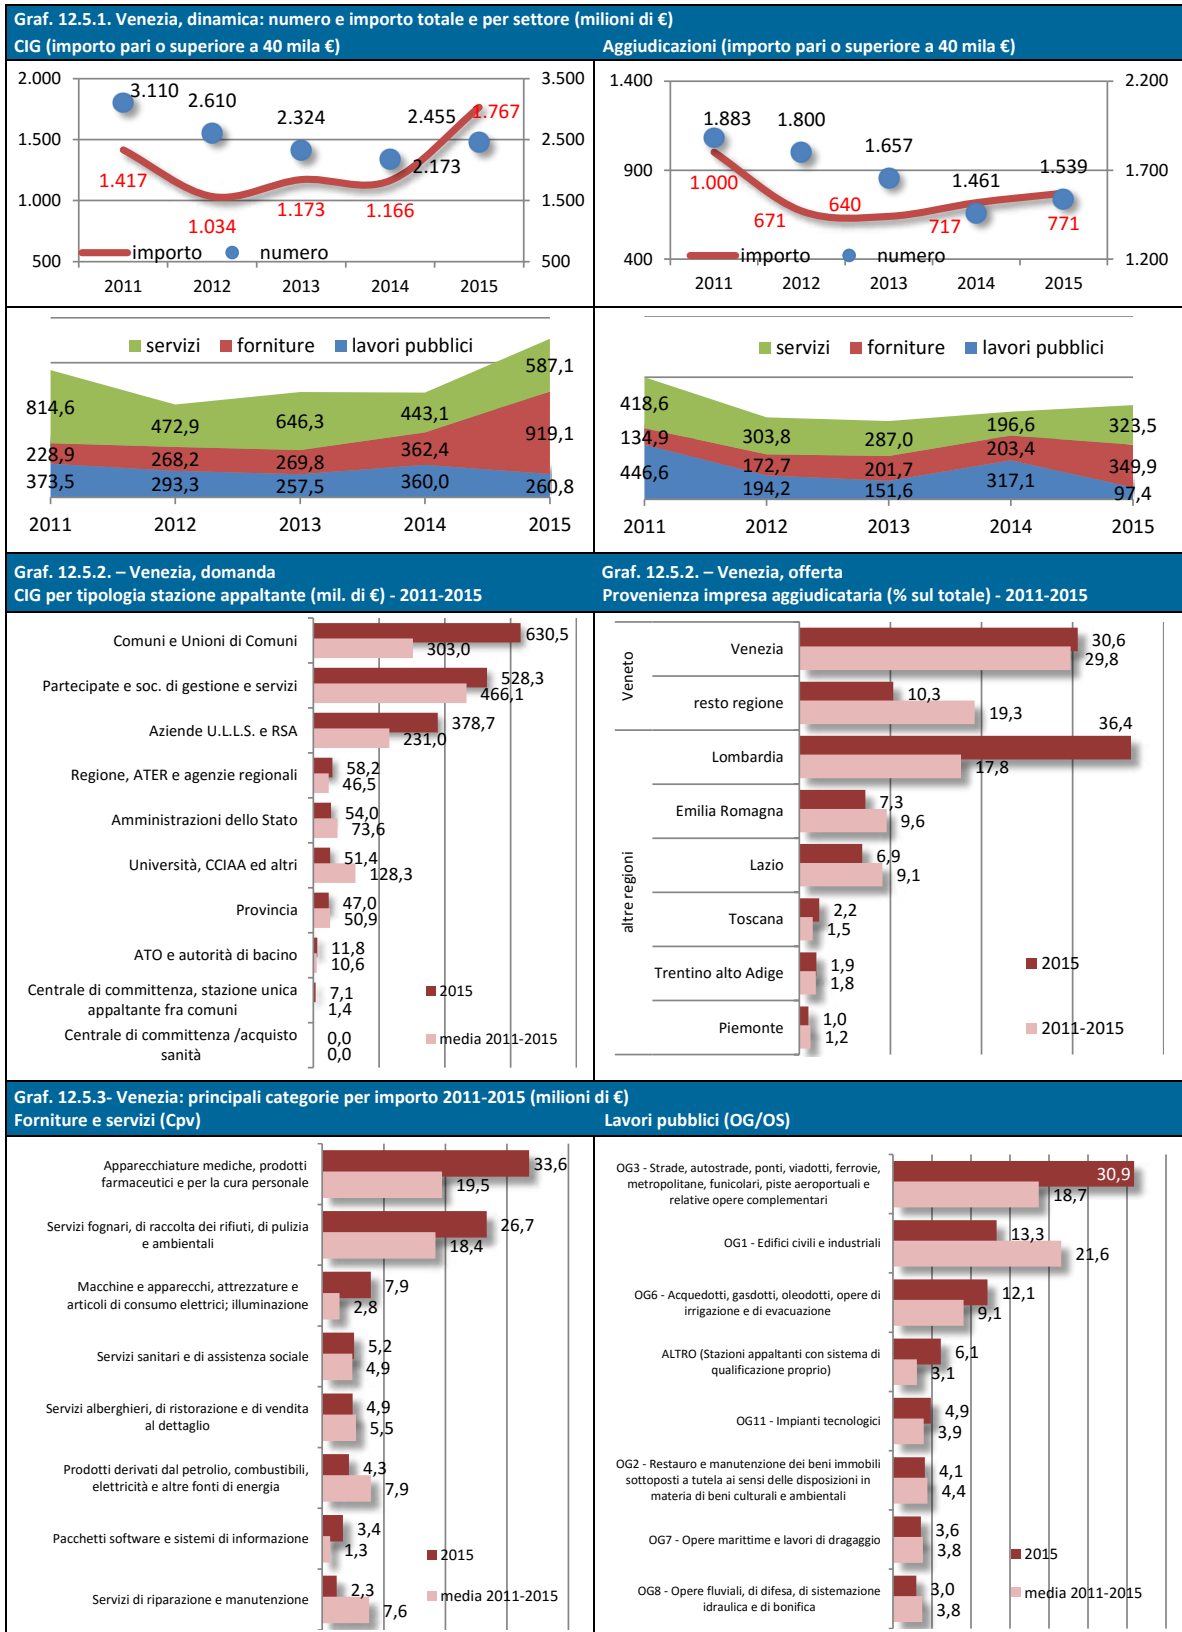 Graf. 12.5.1. Venezia, dinamica: numero e importo totale e per settore (milioni di €)
CIG (importo pari o superiore a 40 mila €)
Aggiudicazioni (importo pari o superiore a 40 mila €)
2.000
1.500
1.000
500
3.500
2.500
1.500
500
3.110
2.610
2.324
2.173
2.455
1.767
1.417
1.034
1.173
1.166
importo
numero
2011
2012
2013
2014
2015
1.400
900
400
2.200
1.700
1.200
1.883
1.800
1.657
1.461
1.539
1.000
671
640
717
771
importo
numero
2011
2012
2013
2014
2015
servizi
forniture
lavori pubblici
814,6
472,9
646,3
443,1
587,1
228,9
268,2
269,8
362,4
919,1
373,5
293,3
257,5
360,0
260,8
2011
2012
2013
2014
2015
servizi
forniture
lavori pubblici
418,6
303,8
287,0
196,6
323,5
134,9
172,7
201,7
203,4
349,9
446,6
194,2
151,6
317,1
97,4
2011
2012
2013
2014
2015
Graf. 12.5.2. – Venezia, domanda
CIG per tipologia stazione appaltante (mil. di €) - 2011-2015
Graf. 12.5.2. – Venezia, offerta
Provenienza impresa aggiudicataria (% sul totale) - 2011-2015
Comuni e Unioni di Comuni
630,5
303,0
Partecipate e soc. di gestione e servizi
528,3
466,1
Aziende U.L.L.S. e RSA
378,7
231,0
Regione, ATER e agenzie regionali
58,2
46,5
Amministrazioni dello Stato
54,0
73,6
Università, CCIAA ed altri
51,4
128,3
Provincia
47,0
50,9
ATO e autorità di bacino
11,8
10,6
Centrale di committenza, stazione unica
appaltante fra comuni
7,1
1,4
Centrale di committenza /acquisto
sanità
0,0
0,0
2015
media 2011-2015
Veneto
Venezia
30,6
29,8
resto regione
10,3
19,3
altre regioni
Lombardia
36,4
17,8
Emilia Romagna
7,3
9,6
Lazio
6,9
9,1
Toscana
2,2
1,5
Trentino alto Adige
1,9
1,8
Piemonte
1,0
1,2
2015
2011-2015
Graf. 12.5.3- Venezia: principali categorie per importo 2011-2015 (milioni di €)
Forniture e servizi (Cpv)
Lavori pubblici (OG/OS)
Apparecchiature mediche, prodotti
farmaceutici e per la cura personale
33,6
19,5
Servizi fognari, di raccolta dei rifiuti, di pulizia
e ambientali
26,7
18,4
Macchine e apparecchi, attrezzature e
articoli di consumo elettrici; illuminazione
7,9
2,8
Servizi sanitari e di assistenza sociale
5,2
4,9
Servizi alberghieri, di ristorazione e di vendita
al dettaglio
4,9
5,5
Prodotti derivati dal petrolio, combustibili,
elettricità e altre fonti di energia
4,3
7,9
Pacchetti software e sistemi di informazione
3,4
1,3
Servizi di riparazione e manutenzione
2,3
7,6
2015
media 2011-2015
OG3 - Strade, autostrade, ponti, viadotti, ferrovie,
metropolitane, funicolari, piste aeroportuali e
relative opere complementari
30,9
18,7
OG1 - Edifici civili e industriali
13,3
21,6
OG6 - Acquedotti, gasdotti, oleodotti, opere di
irrigazione e di evacuazione
12,1
9,1
ALTRO (Stazioni appaltanti con sistema di
qualificazione proprio)
6,1
3,1
OG11 - Impianti tecnologici
4,9
3,9
OG2 - Restauro e manutenzione dei beni immobili
sottoposti a tutela ai sensi delle disposizioni in
materia di beni culturali e ambientali
4,1
4,4
OG7 - Opere marittime e lavori di dragaggio
3,6
3,8
OG8 - Opere fluviali, di difesa, di sistemazione
idraulica e di bonifica
3,0
3,8
2015
media 2011-2015